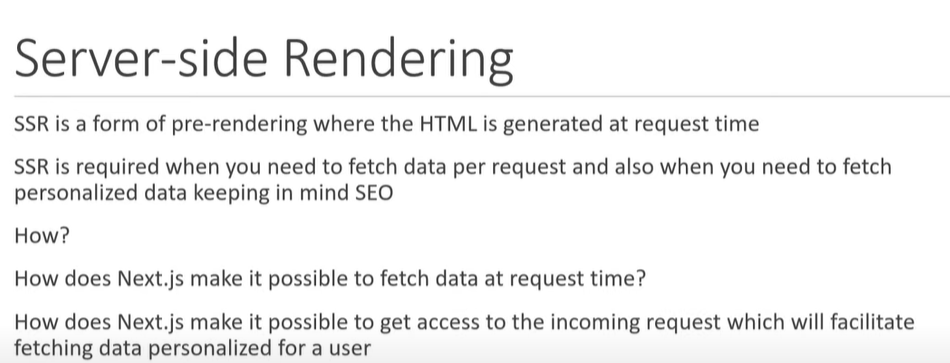 Server-side Rendering
SSR is a form of pre-rendering where the HTML is generated at request time
SSR is required when you need to fetch data per request and also when you need to fetch
personalized data keeping in mind SEO
How?
How does Next.js make it possible to fetch data at request time?
How does Next.js make it possible to get access to the incoming request which will facilitate
fetching data personalized for a user